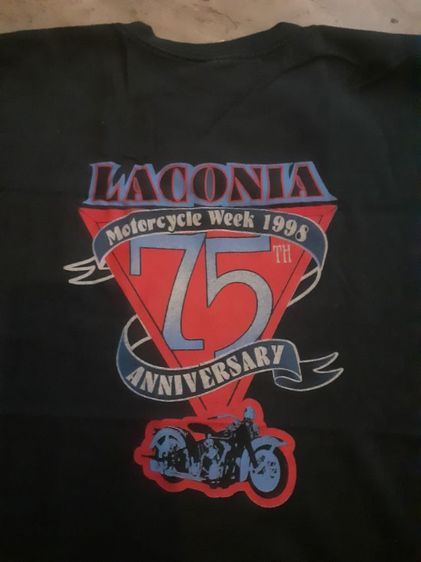 LACONIA
Motorcycle Week 1998
75TH
ANNIVERSARY